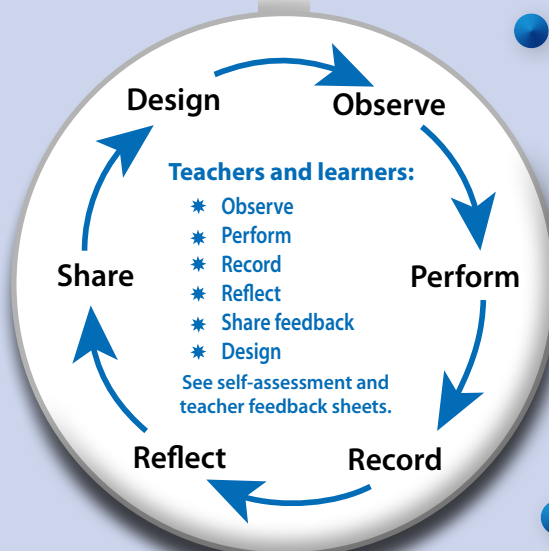 Design
Observe
Teachers and learners:
Observe
Perform
Record
Reflect
Share feedback
Design
See self-assessment and
teacher feedback sheets.
Share
Perform
Reflect
Record